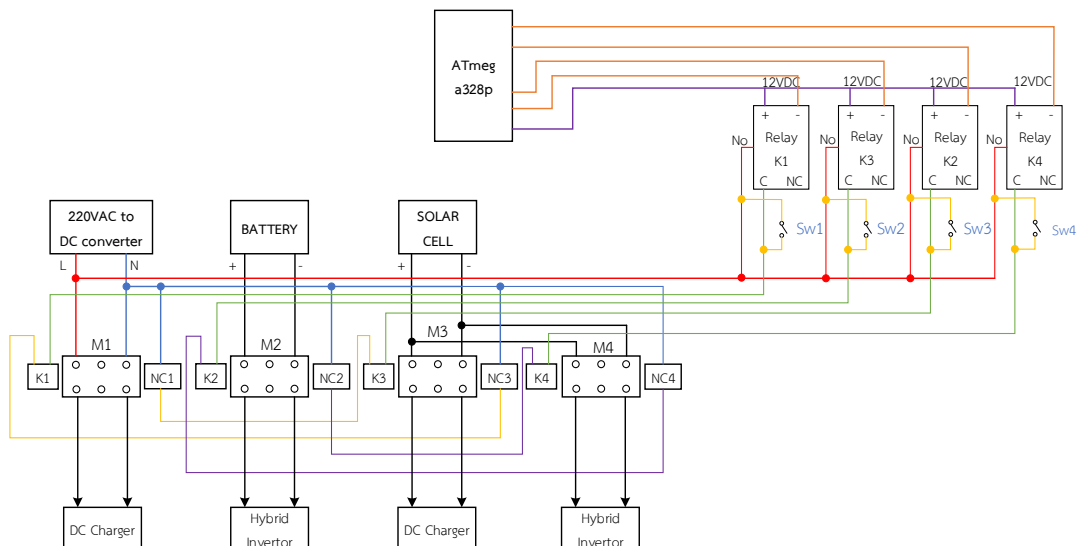 ATmeg
a328p
12VDC
12VDC
12VDC
12VDC
+ -
+ -
+ -
+ -
No
Relay
K1
C NC
No
Relay
K3
C NC
No
Relay
K2
C NC
No
Relay
K4
C NC
Sw1
Sw2
Sw3
Sw4
220VAC to
DC converter
BATTERY
SOLAR
CELL
L N
+ -
+ -
M1
M2
M3
M4
K1
NC1
K2
NC2
K3
NC3
K4
NC4
DC Charger
Hybrid
Invertor
DC Charger
Hybrid
Invertor